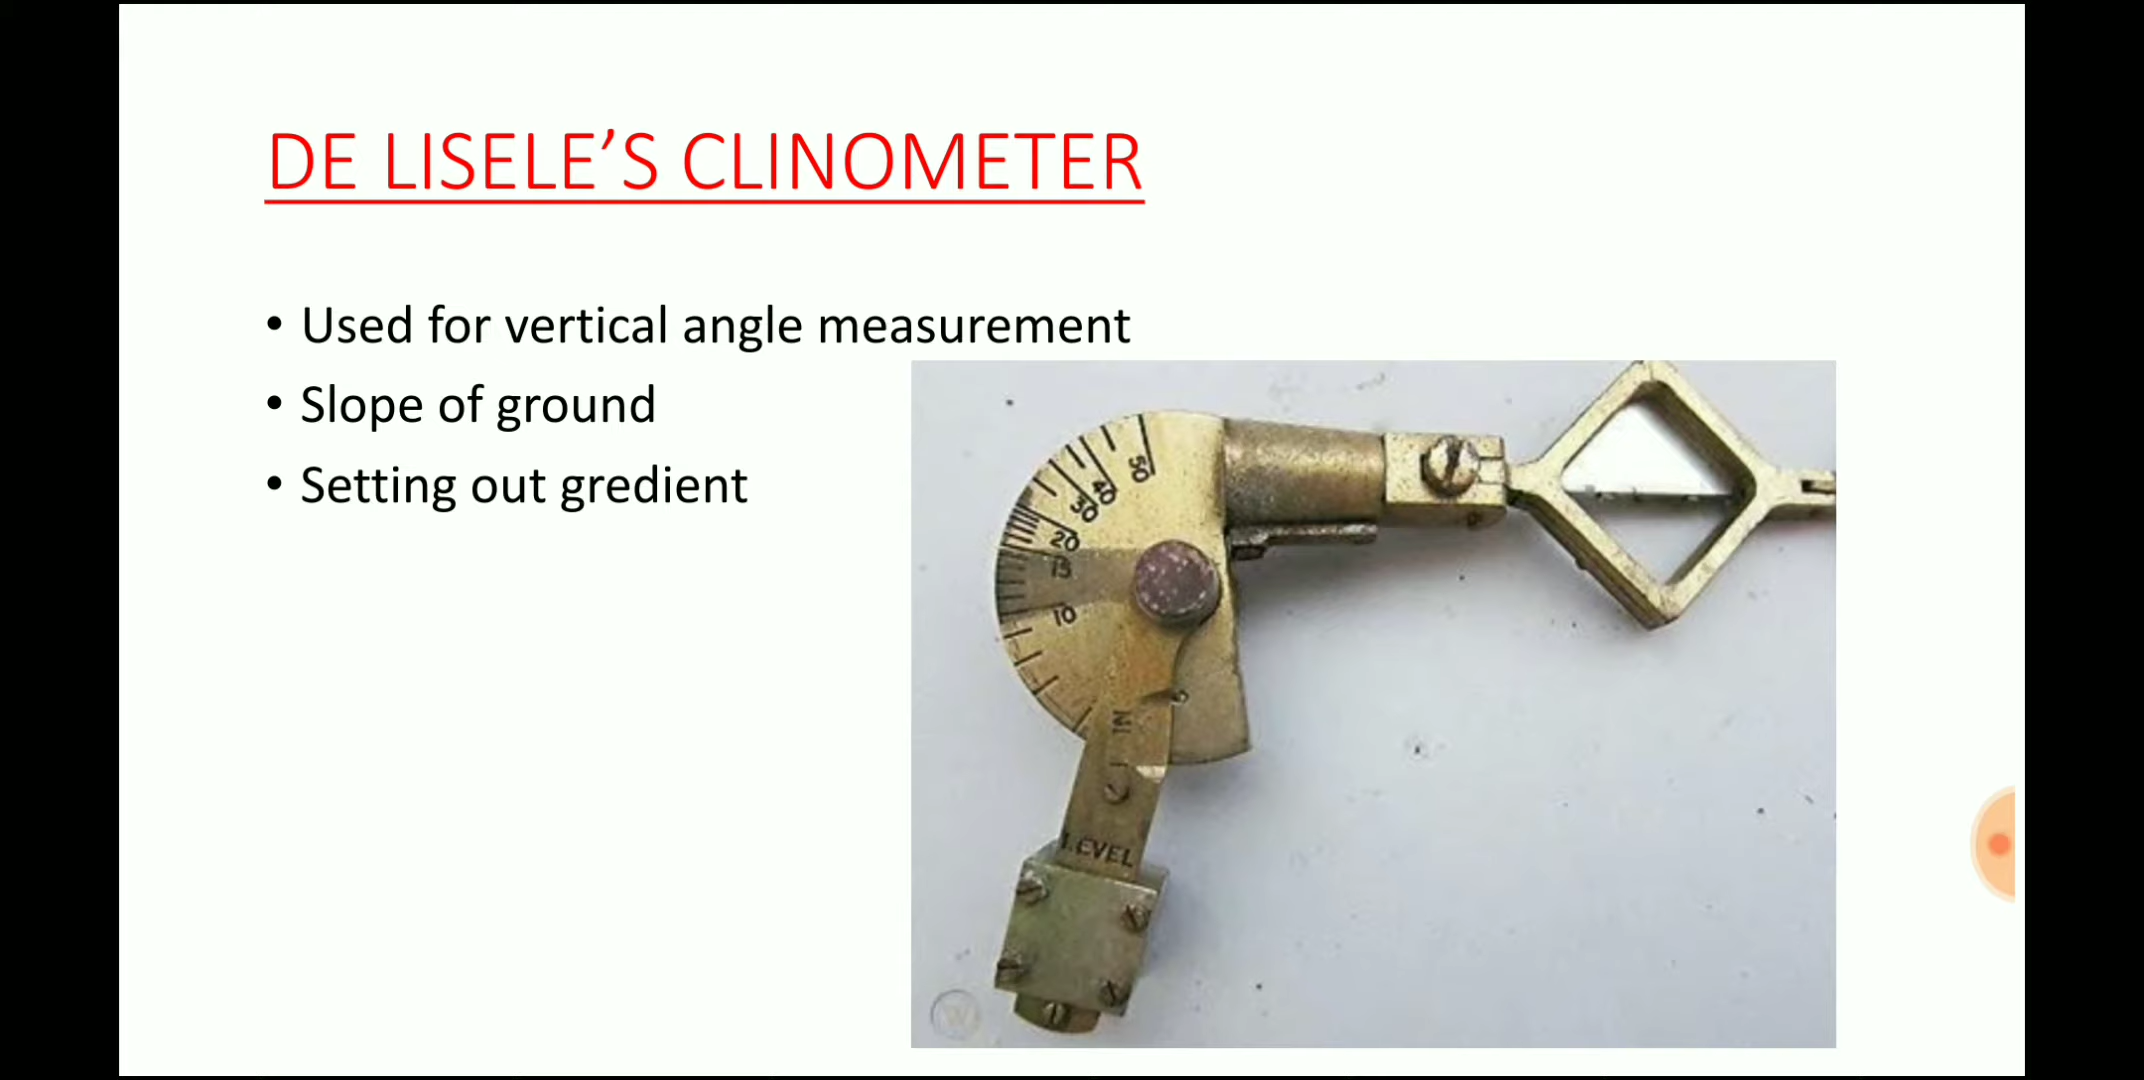 DE LISELE’S CLINOMETER
• Used for vertical angle measurement
• Slope of ground
• Setting out gredient
50
40
30
20
15
10
IN
LEVEL
W